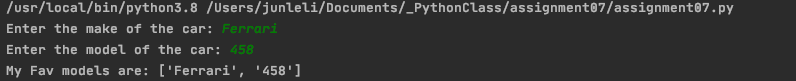 /usr/local/bin/python3.8 /Users/junleli/Documents/_PythonClass/assignment07/assignment07.py
Enter the make of the car: Ferrari
Enter the model of the car: 458
My Fav models are: ['Ferrari', '458']